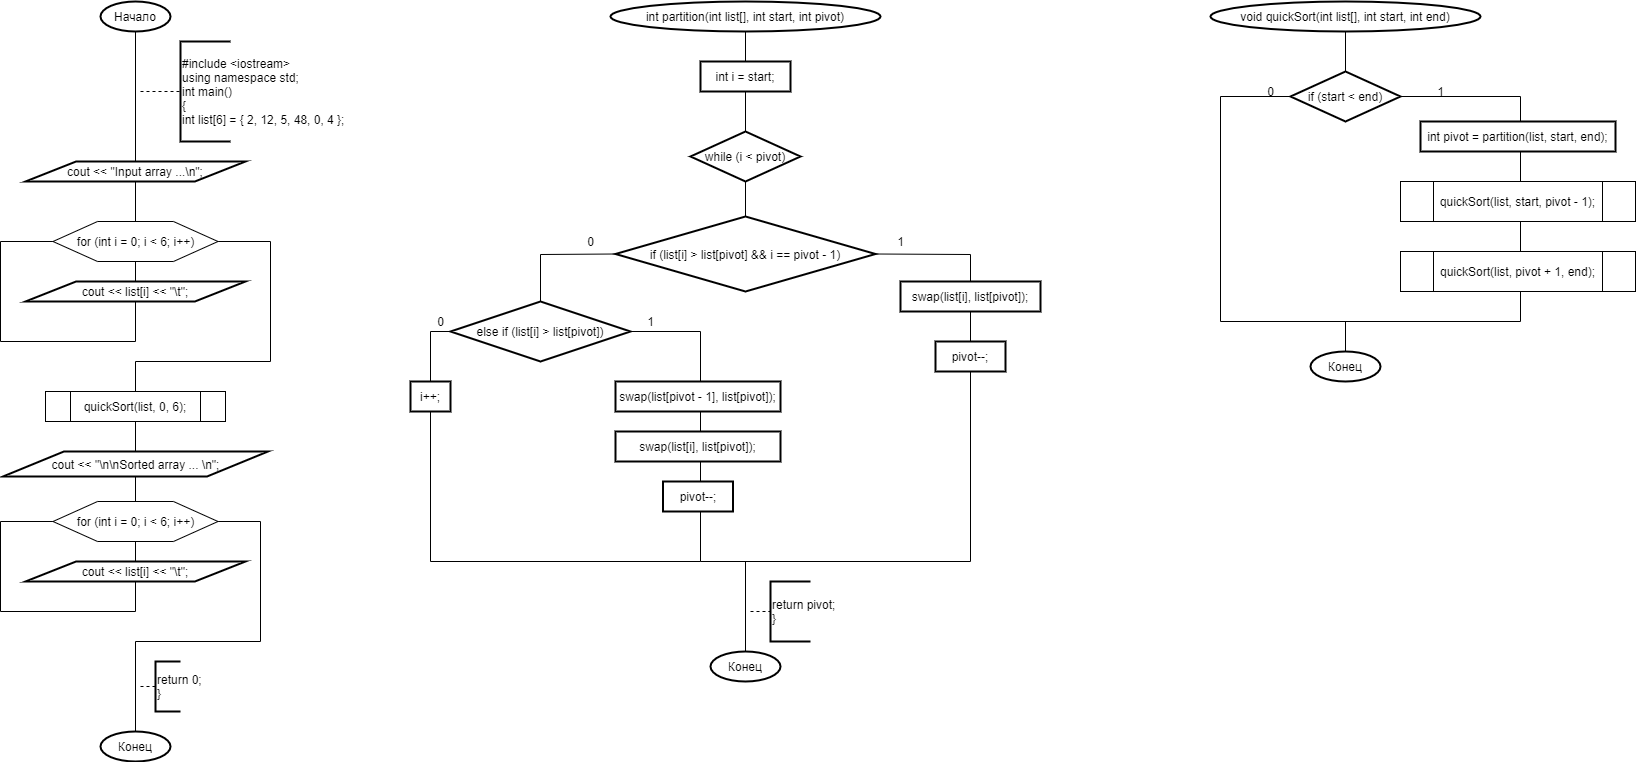 Начало
#include <iostream>
using namespace std;
int main()
{
int list[6] = { 2, 12, 5, 48, 0, 4 };
cout << "Input array ...\n";
for (int i = 0; i < 6; i++)
cout << list[i] << "\t";
quickSort(list, 0, 6);
cout << "\n\nSorted array ... \n";
for (int i = 0; i < 6; i++)
cout << list[i] << "\t";
return 0;
}
Конец
int partition(int list[], int start, int pivot)
int i = start;
while (i < pivot)
if (list[i] > list[pivot] && i == pivot - 1)
0
1
else if (list[i] > list[pivot])
0
1
i++;
swap(list[pivot - 1], list[pivot]);
swap(list[i], list[pivot]);
pivot--;
swap(list[i], list[pivot]);
pivot--;
return pivot;
}
Конец
void quickSort(int list[], int start, int end)
if (start < end)
0
1
int pivot = partition(list, start, end);
quickSort(list, start, pivot - 1);
quickSort(list, pivot + 1, end);
Конец